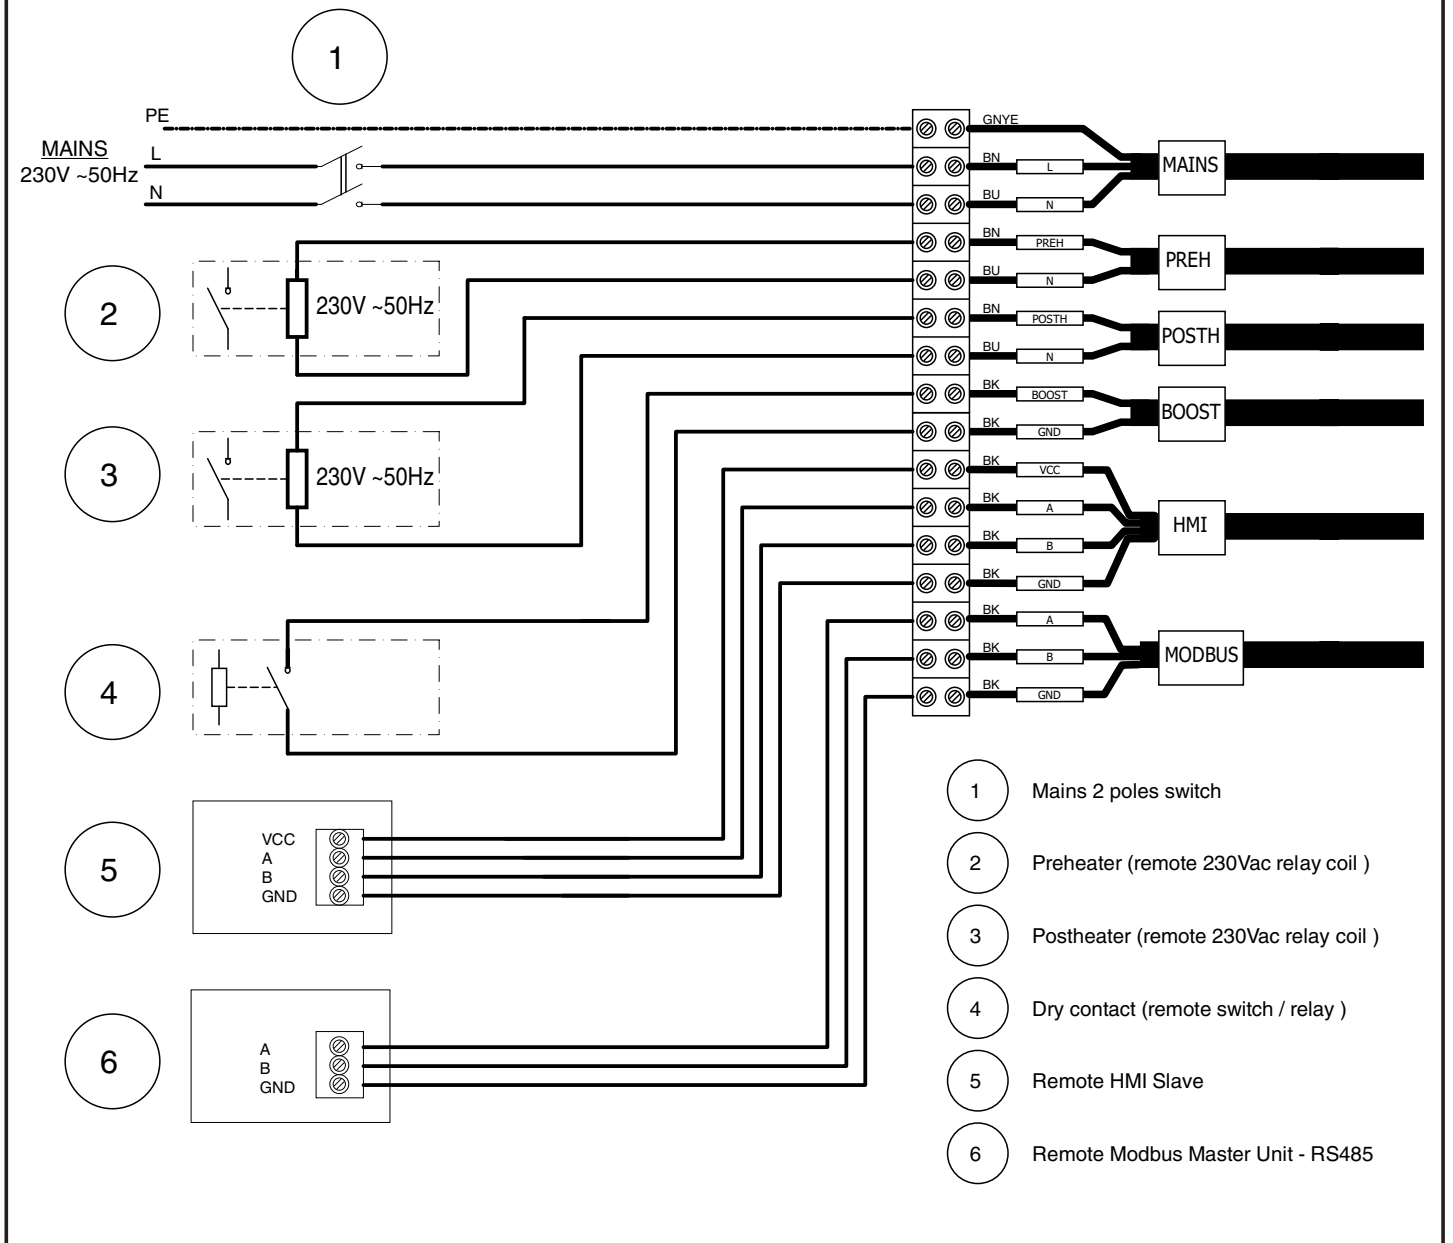 1
PE
MAINS
230V ~50Hz
L
N
GNYE
BN
L
BU
N
MAINS
BN
PREH
BU
N
PREH
BN
POSTH
BU
N
POSTH
BK
BOOST
BK
GND
BOOST
BK
VCC
BK
A
BK
B
BK
GND
HMI
BK
A
BK
B
BK
GND
MODBUS
2
230V ~50Hz
3
230V ~50Hz
4
5
VCC
A
B
GND
6
A
B
GND
1 Mains 2 poles switch
2 Preheater (remote 230Vac relay coil )
3 Postheater (remote 230Vac relay coil )
4 Dry contact (remote switch / relay )
5 Remote HMI Slave
6 Remote Modbus Master Unit - RS485